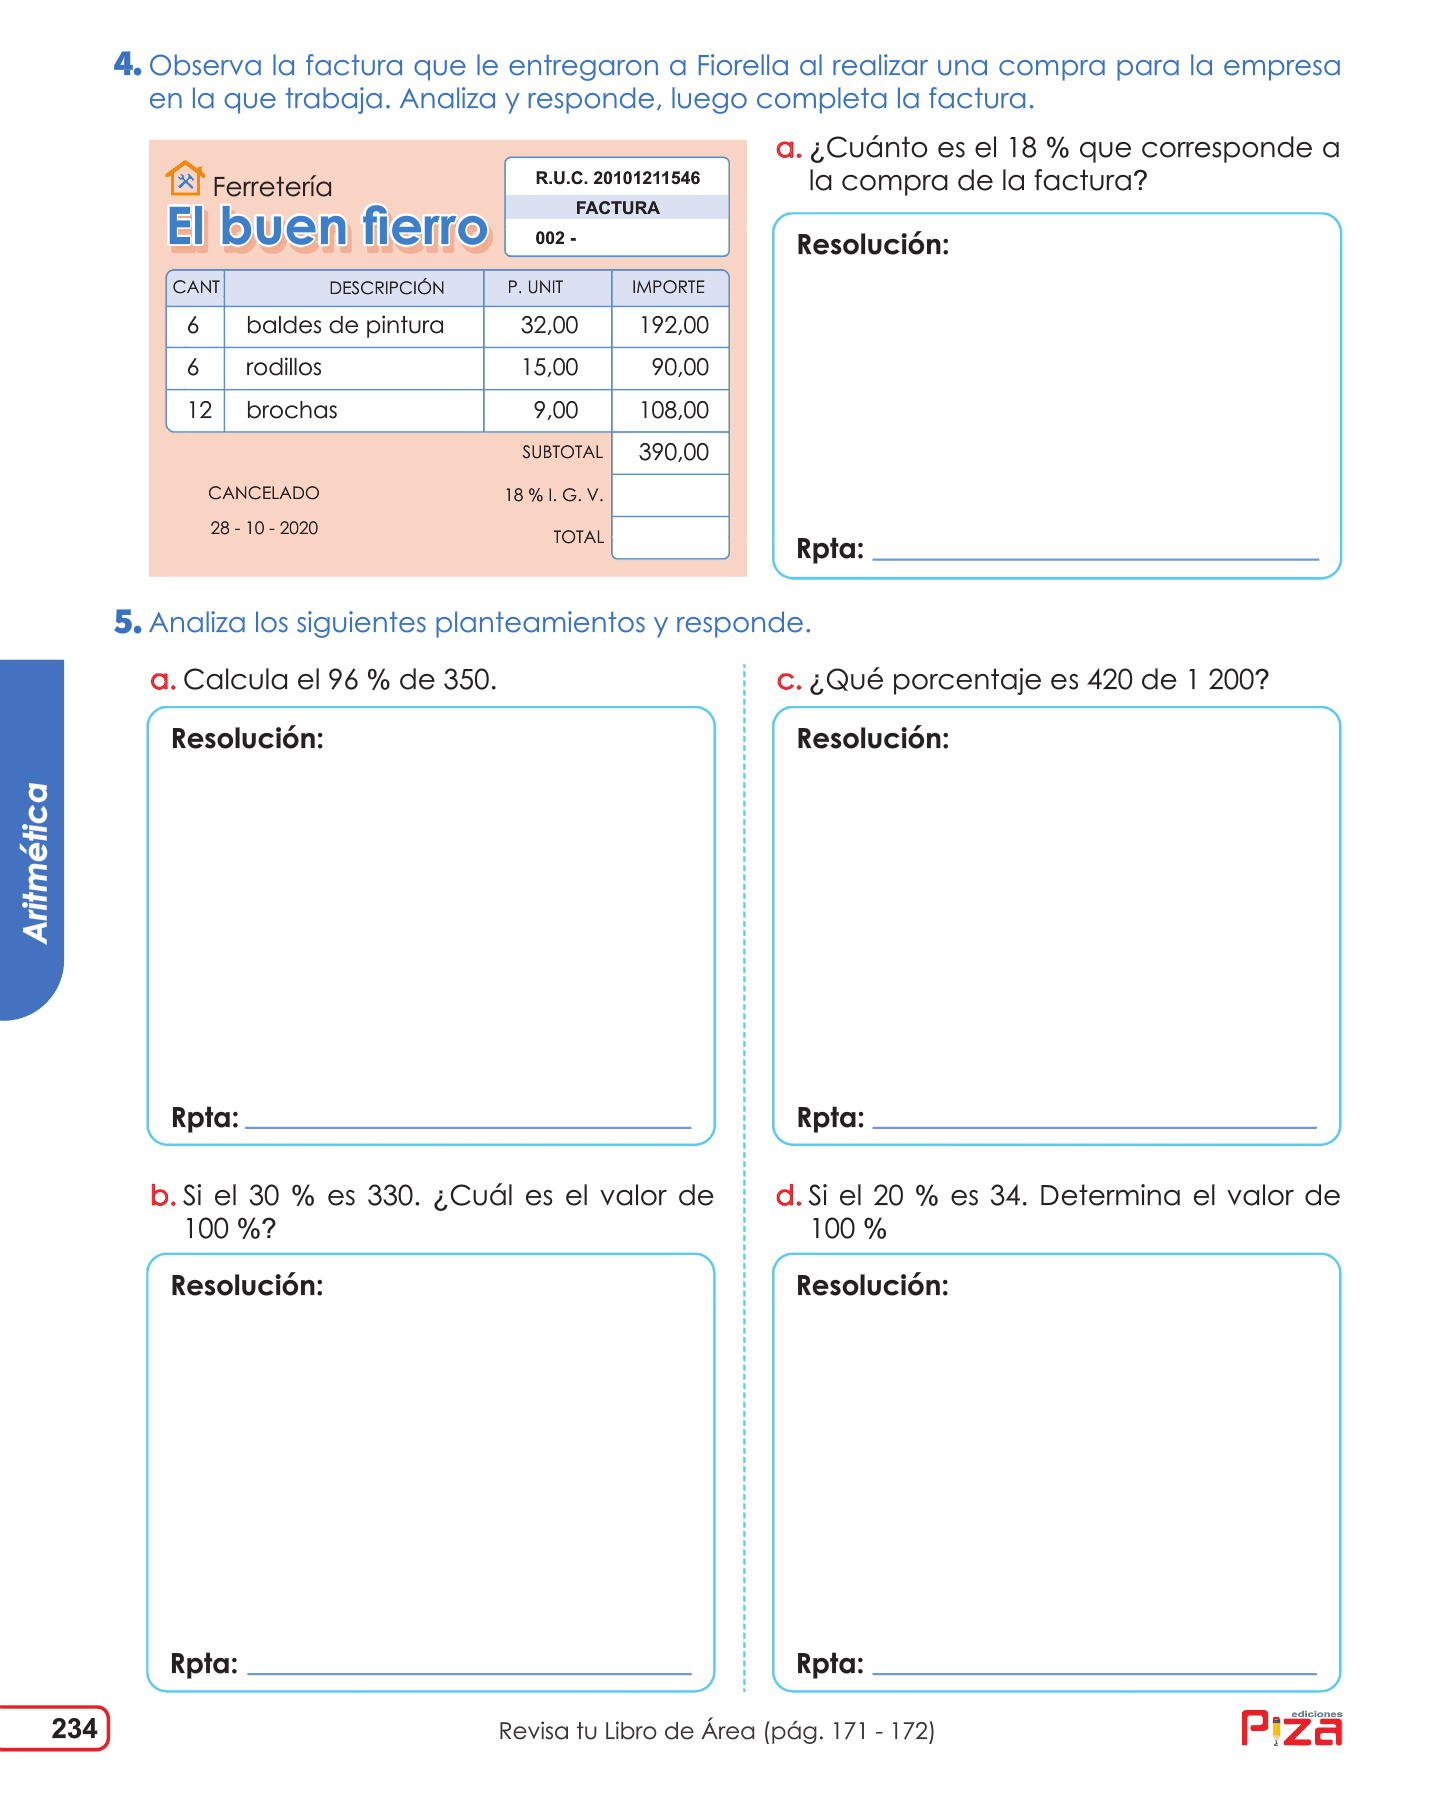 4. Observa la factura que le entregaron a Fiorella al realizar una compra para la empresa
en la que trabaja. Analiza y responde, luego completa la factura.
Ferretería
El buen fierro
R.U.C. 20101211546
FACTURA
002 -
CANT DESCRIPCIÓN P. UNIT IMPORTE
6 baldes de pintura 32,00 192,00
6 rodillos 15,00 90,00
12 brochas 9,00 108,00
SUBTOTAL 390,00
CANCELADO 18 % I. G. V.
28 - 10 - 2020 TOTAL
a. ¿Cuánto es el 18 % que corresponde a
la compra de la factura?
Resolución:
Rpta:
5. Analiza los siguientes planteamientos y responde.
a. Calcula el 96 % de 350.
Resolución:
Rpta:
b. Si el 30 % es 330. ¿Cuál es el valor de
100 %?
Resolución:
Rpta:
c. ¿Qué porcentaje es 420 de 1 200?
Resolución:
Rpta:
d. Si el 20 % es 34. Determina el valor de
100 %
Resolución:
Rpta:
Aritmética
234
Revisa tu Libro de Área (pág. 171 - 172)
ediciones
Piza